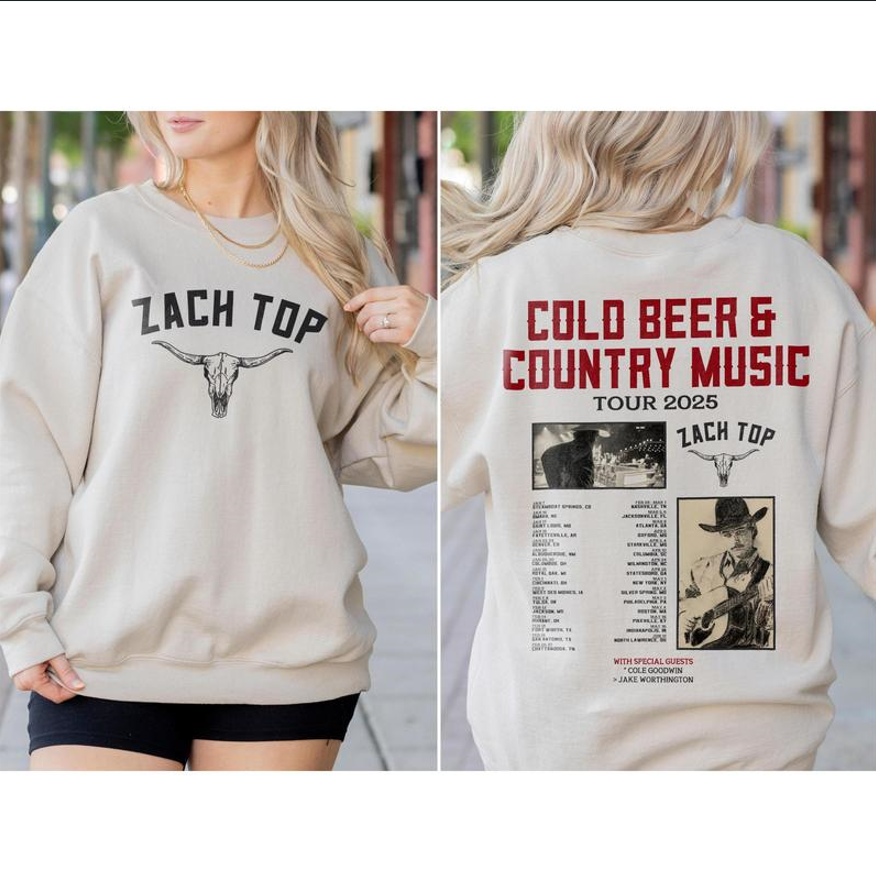 ZACH TOP
COLD BEER &
COUNTRY MUSIC
TOUR 2025
ZACH TOP
STEAMBOAT SPRINGS, CO
OMAHA, NE
SAINT LOUIS, MO
FAYETTEVILLE, AR
DENVER, CO
ALBUQUERQUE, NM
COLUMBUS, OH
ROYAL OAK, MI
CINCINNATI, OH
WEST DES MOINES, IA
TULSA, OK
JACKSON, MS
DURANT, OK
FORT WORTH, TX
SAN ANTONIO, TX
CHATTANOOGA, TN
NASHVILLE, TN
JACKSONVILLE, FL
ATLANTA, GA
OXFORD, MS
STARKVILLE, MS
COLUMBIA, SC
WILMINGTON, NC
STATESBORO, GA
NEW YORK, NY
SILVER SPRING, MD
PHILADELPHIA, PA
BOSTON, MA
PIKEVILLE, KY
INDIANAPOLIS, IN
NORTH LAWRENCE, OH
WITH SPECIAL GUESTS
* COLE GOODWIN
> JAKE WORTHINGTON